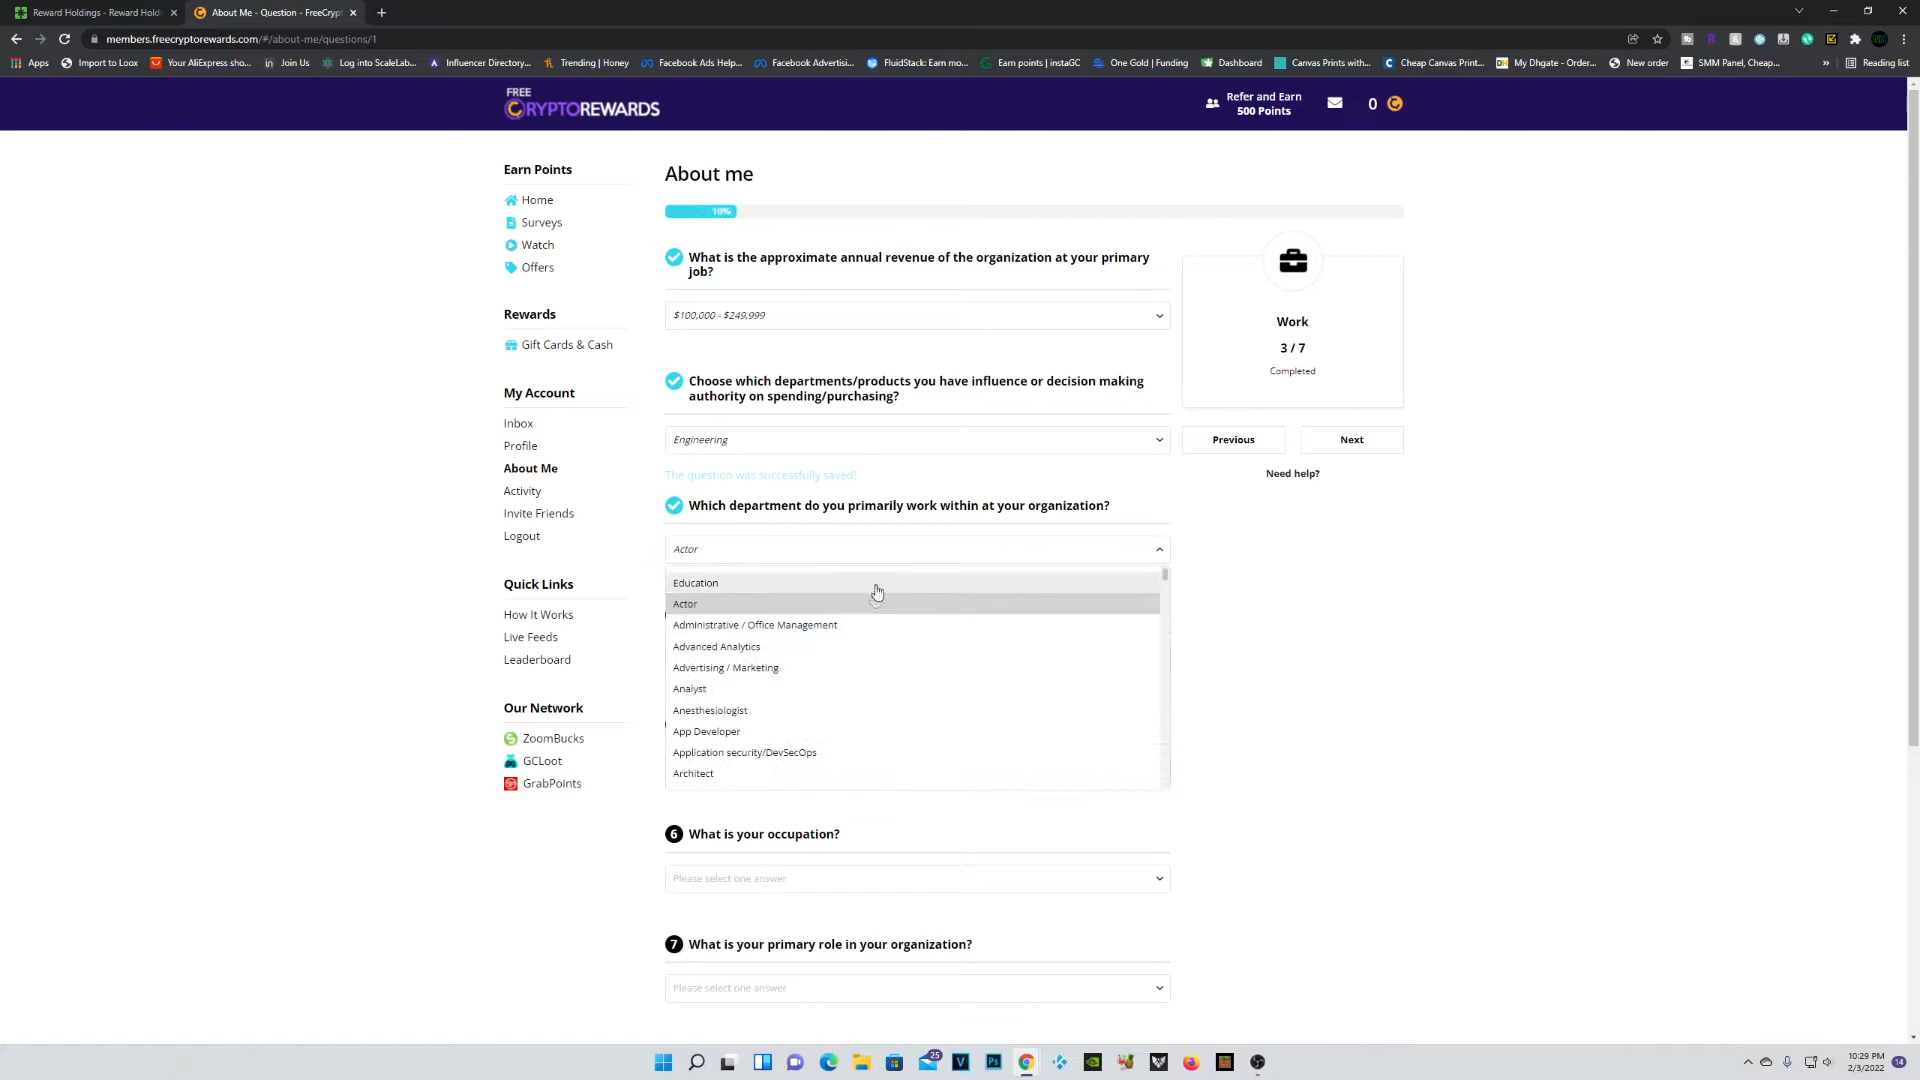 Reward Holdings - Reward Hold
About Me - Question - FreeCrypt
members.freecryptorewards.com/#/about-me/questions/1
Apps
Import to Loox
Your AliExpress sho...
Join Us
Log into ScaleLab...
Influencer Directory...
Trending | Honey
Facebook Ads Help...
Facebook Advertisi...
FluidStack: Earn mo...
Earn points | instaGC
One Gold | Funding
Dashboard
Canvas Prints with...
Cheap Canvas Print...
My Dhgate - Order...
New order
SMM Panel, Cheap...
»
Reading list
FREE
CRYPTOREWARDS
Refer and Earn
500 Points
0
Earn Points
Home
Surveys
Watch
Offers
Rewards
Gift Cards & Cash
My Account
Inbox
Profile
About Me
Activity
Invite Friends
Logout
Quick Links
How It Works
Live Feeds
Leaderboard
Our Network
ZoomBucks
GCLoot
GrabPoints
About me
10%
What is the approximate annual revenue of the organization at your primary
job?
$100,000 - $249,999
Choose which departments/products you have influence or decision making
authority on spending/purchasing?
Engineering
The question was successfully saved!
Which department do you primarily work within at your organization?
Actor
Education
Actor
Administrative / Office Management
Advanced Analytics
Advertising / Marketing
Analyst
Anesthesiologist
App Developer
Application security/DevSecOps
Architect
6 What is your occupation?
Please select one answer
7 What is your primary role in your organization?
Please select one answer
Work
3 / 7
Completed
Previous
Next
Need help?
25
10:29 PM
2/3/2022
14